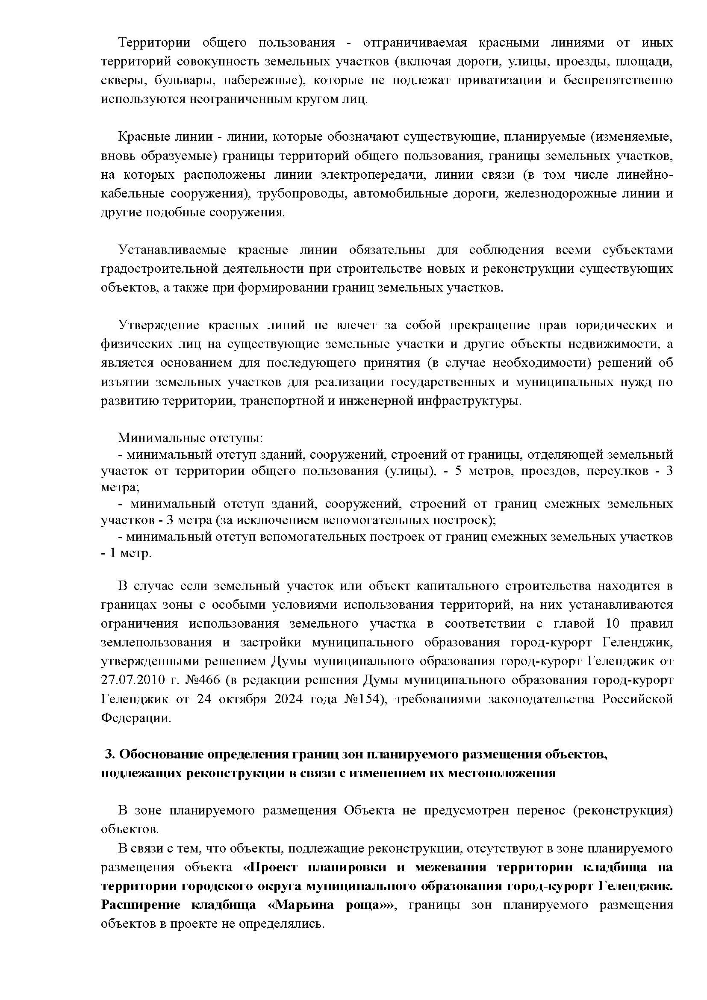 Территории общего пользования - отграничиваемая красными линиями от иных
территорий совокупность земельных участков (включая дороги, улицы, проезды, площади,
скверы, бульвары, набережные), которые не подлежат приватизации и беспрепятственно
используются неограниченным кругом лиц.
Красные линии - линии, которые обозначают существующие, планируемые (изменяемые,
вновь образуемые) границы территорий общего пользования, границы земельных участков,
на которых расположены линии электропередачи, линии связи (в том числе линейно-
кабельные сооружения), трубопроводы, автомобильные дороги, железнодорожные линии и
другие подобные сооружения.
Устанавливаемые красные линии обязательны для соблюдения всеми субъектами
градостроительной деятельности при строительстве новых и реконструкции существующих
объектов, а также при формировании границ земельных участков.
Утверждение красных линий не влечет за собой прекращение прав юридических и
физических лиц на существующие земельные участки и другие объекты недвижимости, а
является основанием для последующего принятия (в случае необходимости) решений об
изъятии земельных участков для реализации государственных и муниципальных нужд по
развитию территории, транспортной и инженерной инфраструктуры.
Минимальные отступы:
- минимальный отступ зданий, сооружений, строений от границы, отделяющей земельный
участок от территории общего пользования (улицы), - 5 метров, проездов, переулков - 3
метра;
- минимальный отступ зданий, сооружений, строений от границ смежных земельных
участков - 3 метра (за исключением вспомогательных построек);
- минимальный отступ вспомогательных построек от границ смежных земельных участков
- 1 метр.
В случае если земельный участок или объект капитального строительства находится в
границах зоны с особыми условиями использования территорий, на них устанавливаются
ограничения использования земельного участка в соответствии с главой 10 правил
землепользования и застройки муниципального образования город-курорт Геленджик,
утвержденными решением Думы муниципального образования город-курорт Геленджик от
27.07.2010 г. №466 (в редакции решения Думы муниципального образования город-курорт
Геленджик от 24 октября 2024 года №154), требованиями законодательства Российской
Федерации.
3. Обоснование определения границ зон планируемого размещения объектов,
подлежащих реконструкции в связи с изменением их местоположения
В зоне планируемого размещения Объекта не предусмотрен перенос (реконструкция)
объектов.
В связи с тем, что объекты, подлежащие реконструкции, отсутствуют в зоне планируемого
размещения объекта «Проект планировки и межевания территории кладбища на
территории городского округа муниципального образования город-курорт Геленджик.
Расширение кладбища «Марьина роща»», границы зон планируемого размещения
объектов в проекте не определялись.